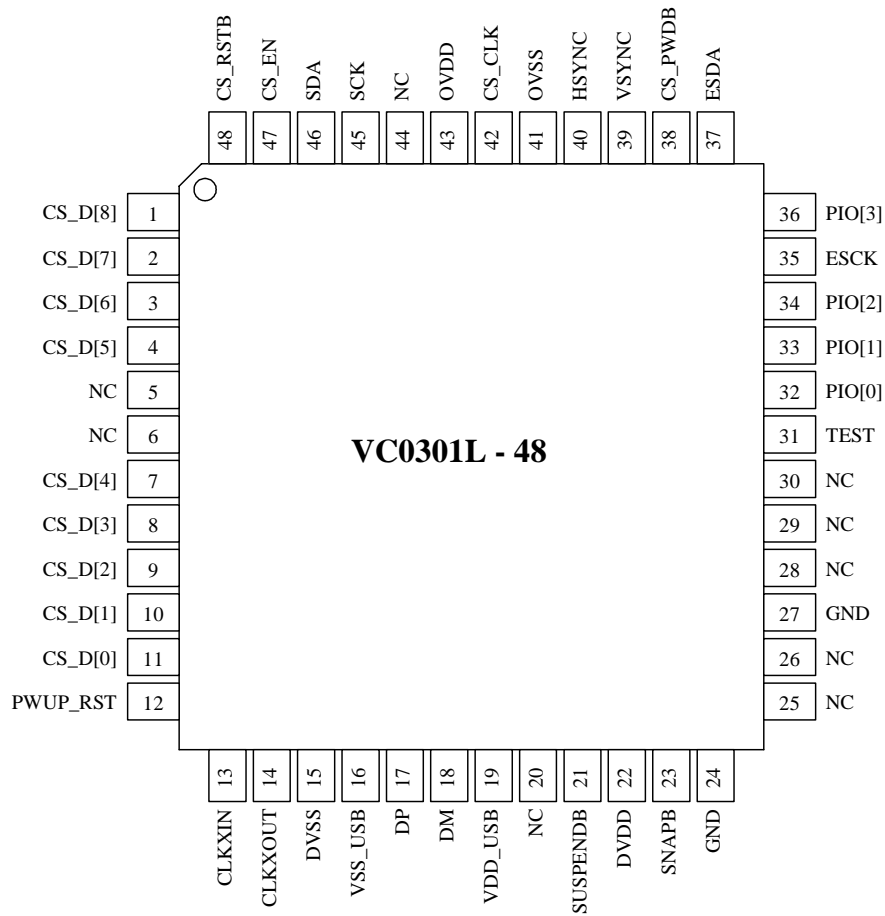 CS_RSTB CS_EN SDA SCK NC OVDD CS_CLK OVSS HSYNC VSYNC CS_PWDB ESDA
48 47 46 45 44 43 42 41 40 39 38 37
CS_D[8] 1 36 PIO[3]
CS_D[7] 2 35 ESCK
CS_D[6] 3 34 PIO[2]
CS_D[5] 4 33 PIO[1]
NC 5 32 PIO[0]
NC 6 31 TEST
VC0301L - 48
CS_D[4] 7 30 NC
CS_D[3] 8 29 NC
CS_D[2] 9 28 NC
CS_D[1] 10 27 GND
CS_D[0] 11 26 NC
PWUP_RST 12 25 NC
13 14 15 16 17 18 19 20 21 22 23 24
CLKXIN CLKXOUT DVSS VSS_USB DP DM VDD_USB NC SUSPENDB DVDD SNAPB GND